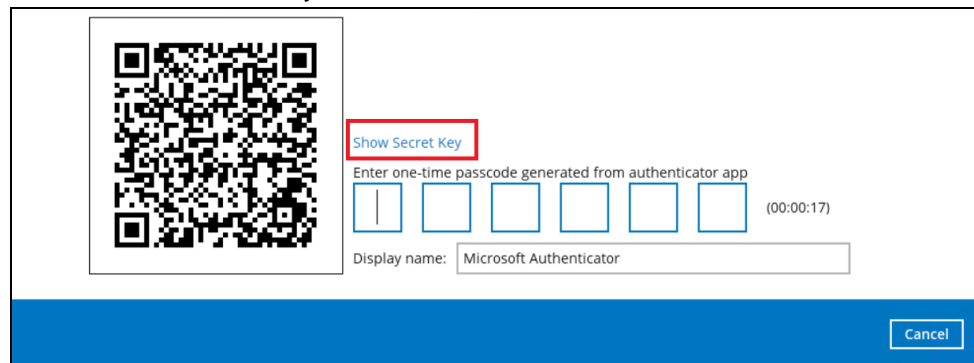 Show Secret Key
Enter one-time passcode generated from authenticator app
(00:00:17)
Display name: Microsoft Authenticator
Cancel